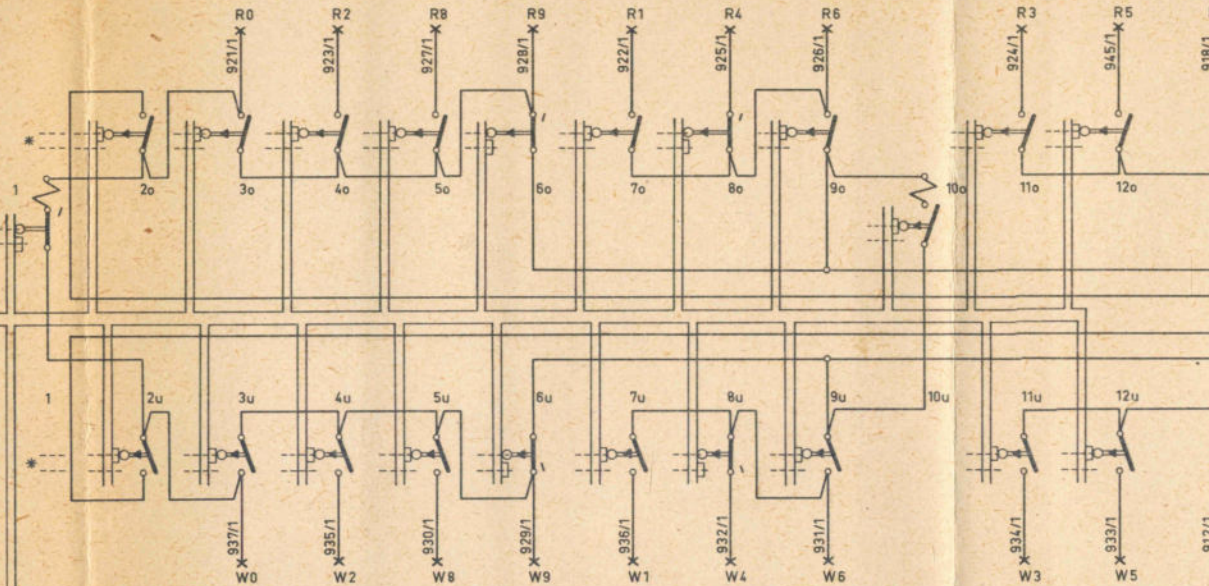 R0 R2 R8 R9 R1 R4 R6 R3 R5
921/1 923/1 927/1 928/1 922/1 925/1 926/1 924/1 945/1 918/1
*
1 2o 3o 4o 5o 6o 7o 8o 9o 10o 11o 12o
1 2u 3u 4u 5u 6u 7u 8u 9u 10u 11u 12u
*
937/1 935/1 930/1 929/1 936/1 932/1 931/1 934/1 933/1
W0 W2 W8 W9 W1 W4 W6 W3 W5